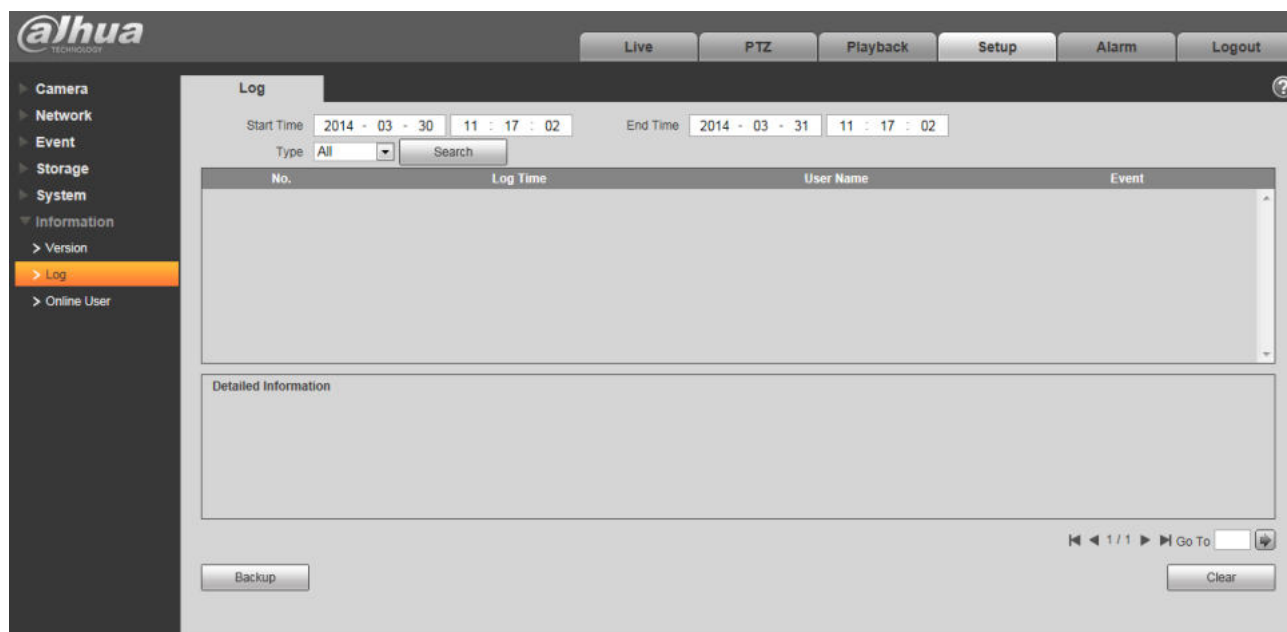 alhua
TECHNOLOGY
Live PTZ Playback Setup Alarm Logout
Camera
Network
Event
Storage
System
Information
> Version
> Log
> Online User
Log
?
Start Time 2014 - 03 - 30 11 : 17 : 02 End Time 2014 - 03 - 31 11 : 17 : 02
Type All Search
No. Log Time User Name Event
Detailed Information
1 / 1 Go To
Backup Clear